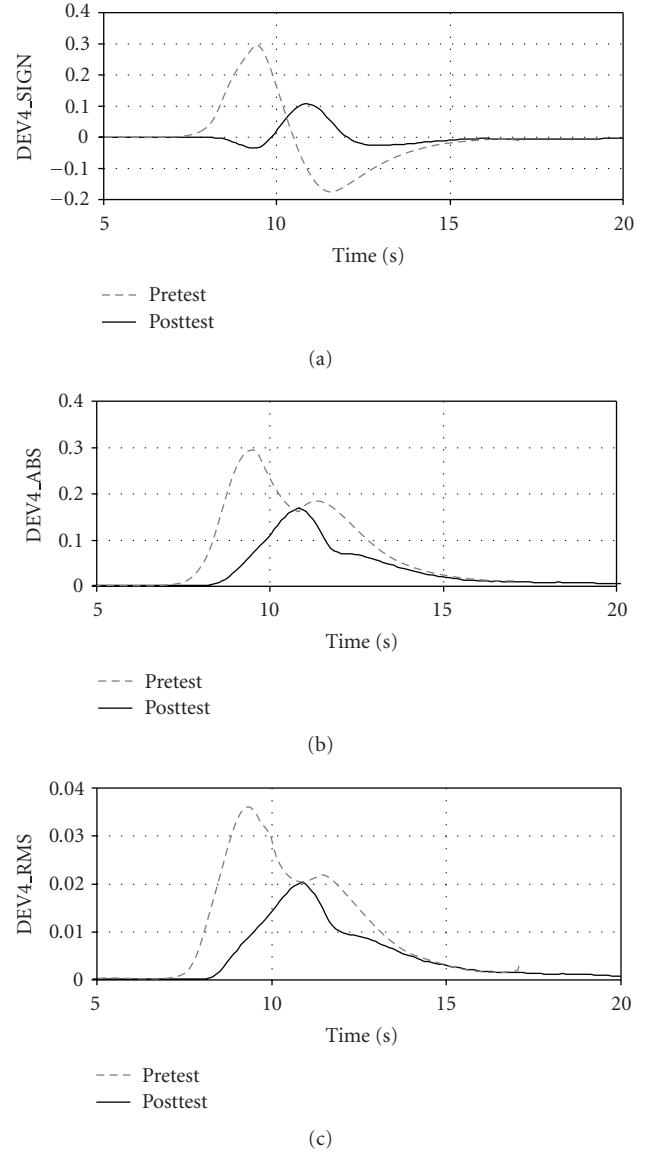 0.4
0.3
0.2
0.1
0
−0.1
−0.2
DEV4_SIGN
5 10 15 20
Time (s)
Pretest
Posttest
(a)
0.4
0.3
0.2
0.1
0
DEV4_ABS
5 10 15 20
Time (s)
Pretest
Posttest
(b)
0.04
0.03
0.02
0.01
0
DEV4_RMS
5 10 15 20
Time (s)
Pretest
Posttest
(c)